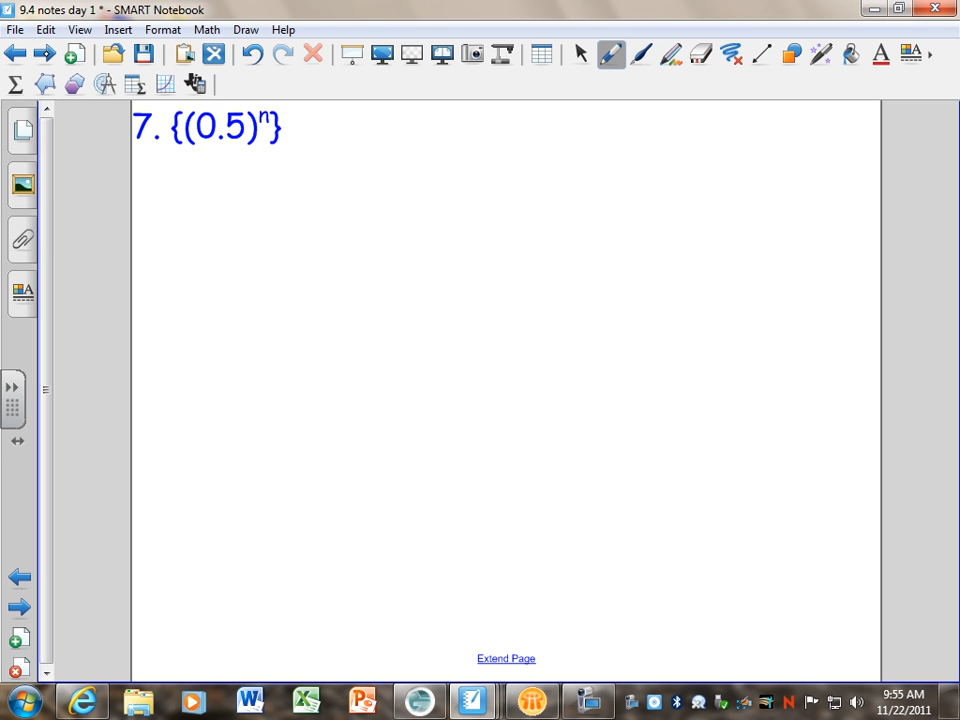 9.4 notes day 1 * - SMART Notebook
File Edit View Insert Format Math Draw Help
7. {(0.5)ⁿ}
Extend Page
9:55 AM
11/22/2011